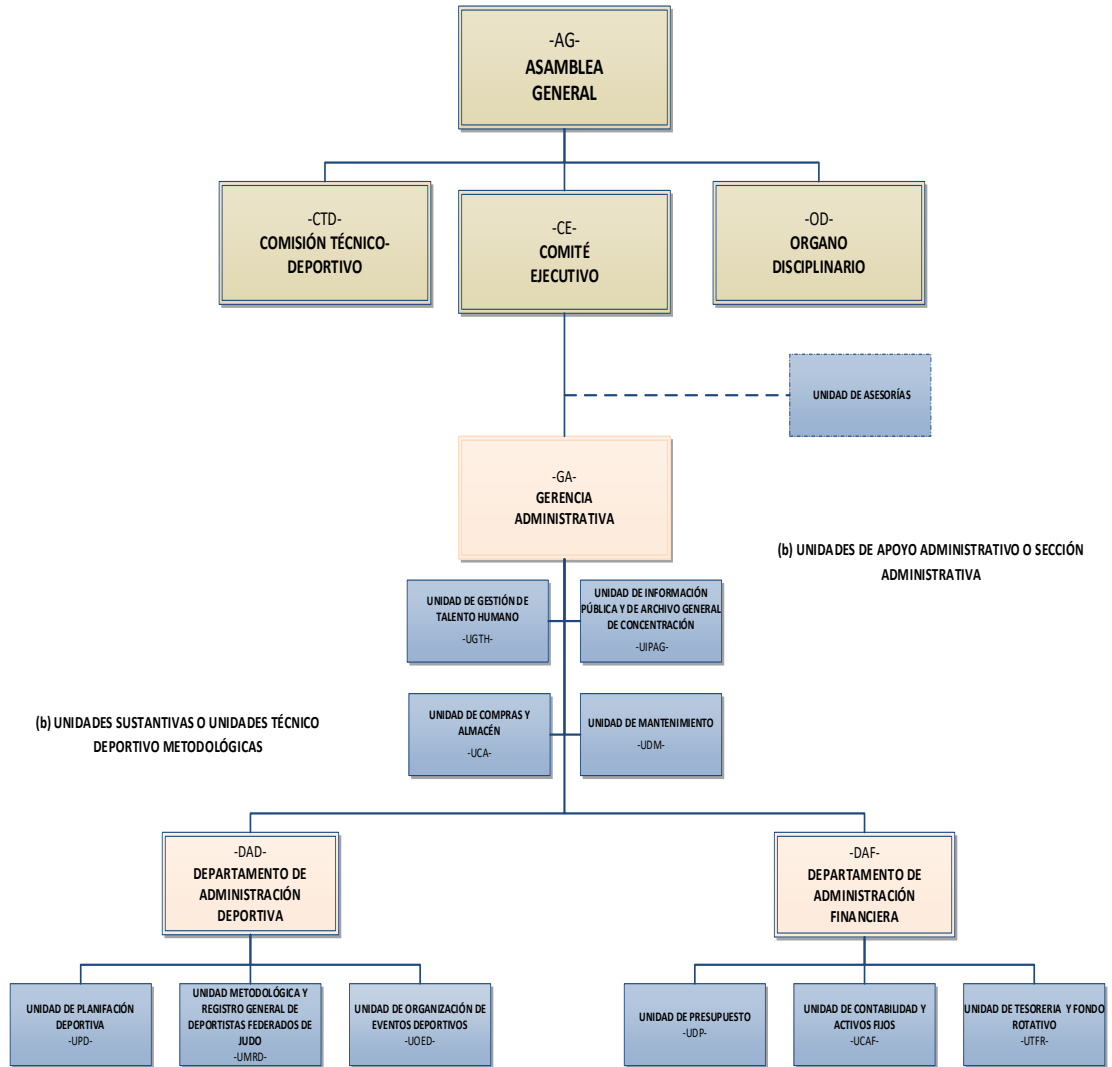 -AG-
ASAMBLEA
GENERAL
-CTD-
COMISIÓN TÉCNICO-
DEPORTIVO
-CE-
COMITÉ
EJECUTIVO
-OD-
ORGANO
DISCIPLINARIO
UNIDAD DE ASESORÍAS
-GA-
GERENCIA
ADMINISTRATIVA
(b) UNIDADES DE APOYO ADMINISTRATIVO O SECCIÓN
ADMINISTRATIVA
UNIDAD DE GESTIÓN DE
TALENTO HUMANO
-UGTH-
UNIDAD DE INFORMACIÓN
PÚBLICA Y DE ARCHIVO GENERAL
DE CONCENTRACIÓN
-UIPAG-
(b) UNIDADES SUSTANTIVAS O UNIDADES TÉCNICO
DEPORTIVO METODOLÓGICAS
UNIDAD DE COMPRAS Y
ALMACÉN
-UCA-
UNIDAD DE MANTENIMIENTO
-UDM-
-DAD-
DEPARTAMENTO DE
ADMINISTRACIÓN
DEPORTIVA
-DAF-
DEPARTAMENTO DE
ADMINISTRACIÓN
FINANCIERA
UNIDAD DE PLANIFACIÓN
DEPORTIVA
-UPD-
UNIDAD METODOLÓGICA Y
REGISTRO GENERAL DE
DEPORTISTAS FEDERADOS DE
JUDO
-UMRD-
UNIDAD DE ORGANIZACIÓN DE
EVENTOS DEPORTIVOS
-UOED-
UNIDAD DE PRESUPUESTO
-UDP-
UNIDAD DE CONTABILIDAD Y
ACTIVOS FIJOS
-UCAF-
UNIDAD DE TESORERIA Y FONDO
ROTATIVO
-UTFR-